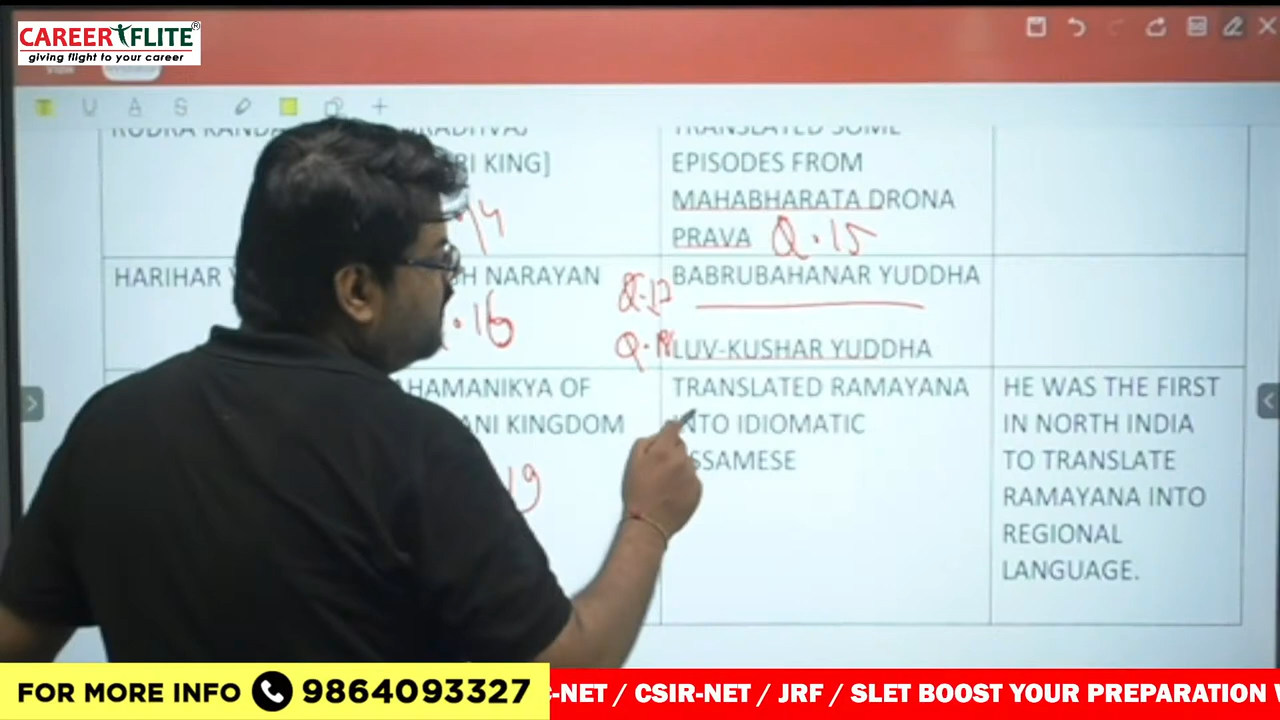 CAREER FLITE®
giving flight to your career
RUDRA KANDA
TRANSLATED SOME
KING]
EPISODES FROM
MAHABHARATA DRONA
PRAVA
Q.15
HARIHAR
NARAYAN
BABRUBAHANAR YUDDHA
Q.17
16
Q.18
LUV-KUSHAR YUDDHA
OF
KINGDOM
19
TRANSLATED RAMAYANA
INTO IDIOMATIC
HE WAS THE FIRST
IN NORTH INDIA
TO TRANSLATE
RAMAYANA INTO
REGIONAL
LANGUAGE.
FOR MORE INFO 9864093327
-NET / CSIR-NET / JRF / SLET BOOST YOUR PREPARATION